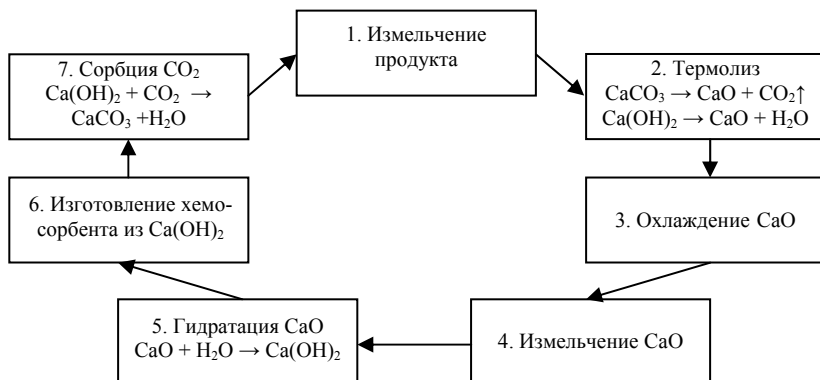 1. Измельчение
продукта
2. Термолиз
CaCO₃ → CaO + CO₂↑
Ca(OH)₂ → CaO + H₂O
3. Охлаждение CaO
4. Измельчение CaO
5. Гидратация CaO
CaO + H₂O → Ca(OH)₂
6. Изготовление хемо-
сорбента из Ca(OH)₂
7. Сорбция CO₂
Ca(OH)₂ + CO₂ →
CaCO₃ +H₂O